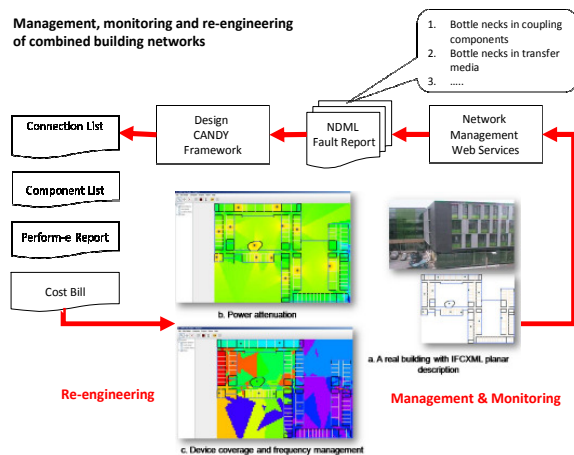 Management, monitoring and re-engineering
of combined building networks
1. Bottle necks in coupling
components
2. Bottle necks in transfer
media
3. …..
Connection List
Design
CANDY
Framework
NDML
Fault Report
Network
Management
Web Services
Component List
Perform-e Report
Cost Bill
b. Power attenuation
a. A real building with IFCXML planar
description
Re-engineering
Management & Monitoring
c. Device coverage and frequency management